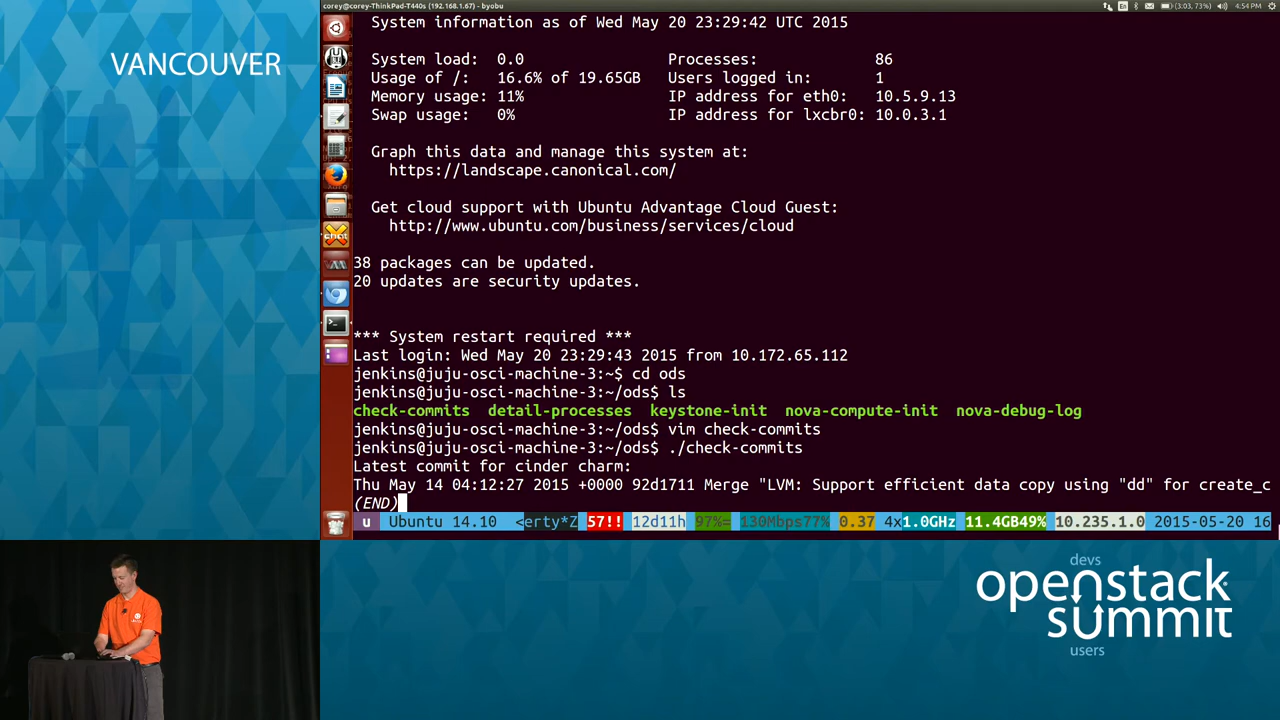 corey@corey-ThinkPad-T440s (192.168.1.67) - byobu
En (3:03, 73%) 4:54 PM
VANCOUVER
System information as of Wed May 20 23:29:42 UTC 2015
System load: 0.0 Processes: 86
Usage of /: 16.6% of 19.65GB Users logged in: 1
Memory usage: 11% IP address for eth0: 10.5.9.13
Swap usage: 0% IP address for lxcbr0: 10.0.3.1
Graph this data and manage this system at:
https://landscape.canonical.com/
Get cloud support with Ubuntu Advantage Cloud Guest:
http://www.ubuntu.com/business/services/cloud
38 packages can be updated.
20 updates are security updates.
*** System restart required ***
Last login: Wed May 20 23:29:43 2015 from 10.172.65.112
jenkins@juju-osci-machine-3:~$ cd ods
jenkins@juju-osci-machine-3:~/ods$ ls
check-commits detail-processes keystone-init nova-compute-init nova-debug-log
jenkins@juju-osci-machine-3:~/ods$ vim check-commits
jenkins@juju-osci-machine-3:~/ods$ ./check-commits
Latest commit for cinder charm:
Thu May 14 04:12:27 2015 +0000 92d1711 Merge "LVM: Support efficient data copy using "dd" for create_c
(END)
u Ubuntu 14.10 <erty*Z 57!! 12d11h 97%= 130Mbps77% 0.37 4x1.0GHz 11.4GB49% 10.235.1.0 2015-05-20 16
devs
openstack
summit
users